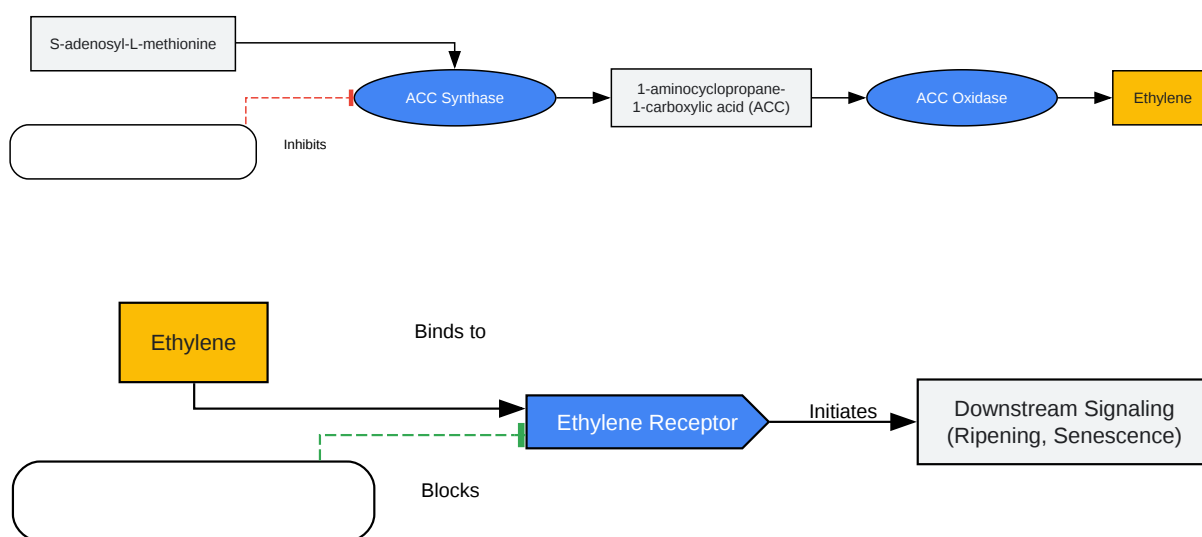 S-adenosyl-L-methionine
ACC Synthase
1-aminocyclopropane-
1-carboxylic acid (ACC)
ACC Oxidase
Ethylene
Inhibits
Ethylene
Binds to
Ethylene Receptor
Initiates
Downstream Signaling
(Ripening, Senescence)
Blocks